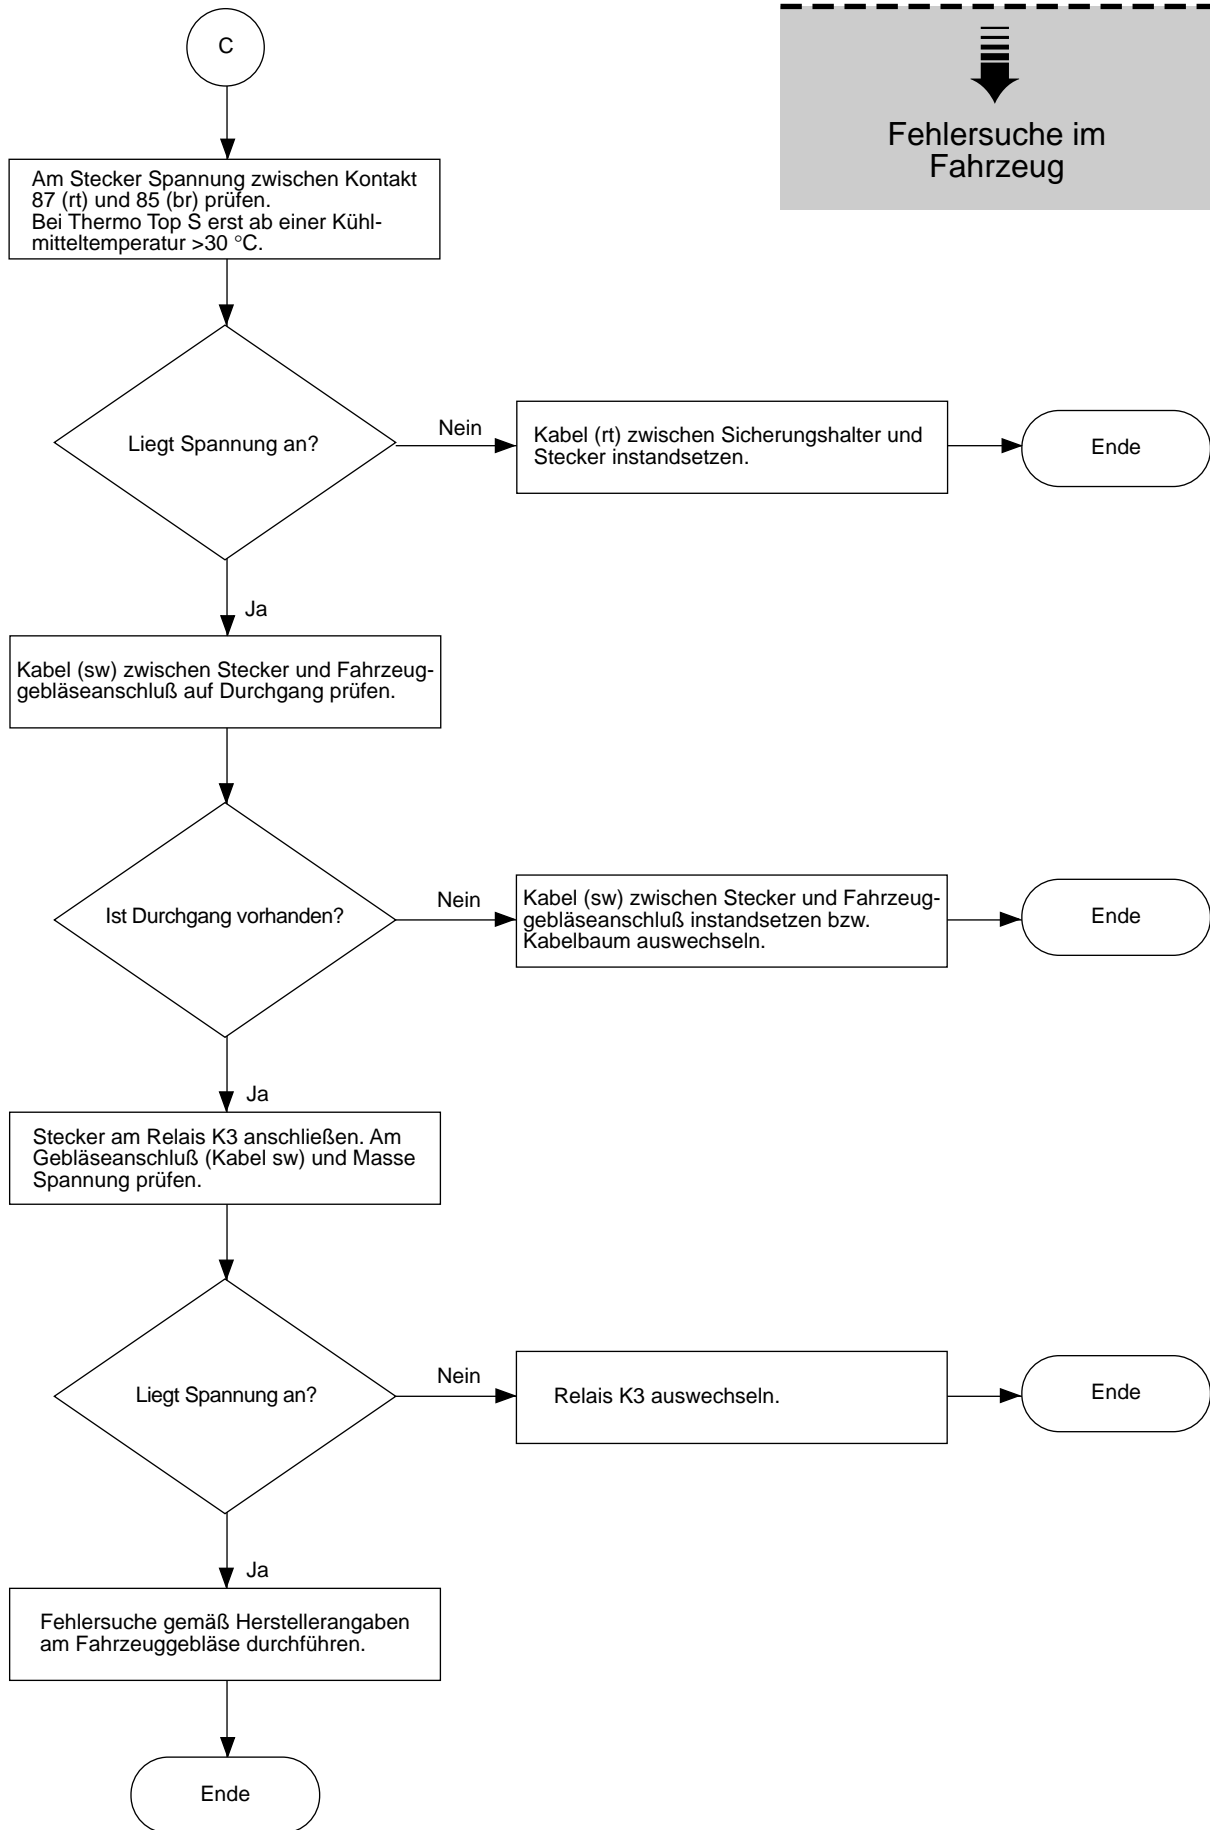 C
Fehlersuche im
Fahrzeug
Am Stecker Spannung zwischen Kontakt
87 (rt) und 85 (br) prüfen.
Bei Thermo Top S erst ab einer Kühl-
mitteltemperatur >30 °C.
Liegt Spannung an?
Nein
Kabel (rt) zwischen Sicherungshalter und
Stecker instandsetzen.
Ende
Ja
Kabel (sw) zwischen Stecker und Fahrzeug-
gebläseanschluß auf Durchgang prüfen.
Ist Durchgang vorhanden?
Nein
Kabel (sw) zwischen Stecker und Fahrzeug-
gebläseanschluß instandsetzen bzw.
Kabelbaum auswechseln.
Ende
Ja
Stecker am Relais K3 anschließen. Am
Gebläseanschluß (Kabel sw) und Masse
Spannung prüfen.
Liegt Spannung an?
Nein
Relais K3 auswechseln.
Ende
Ja
Fehlersuche gemäß Herstellerangaben
am Fahrzeuggebläse durchführen.
Ende